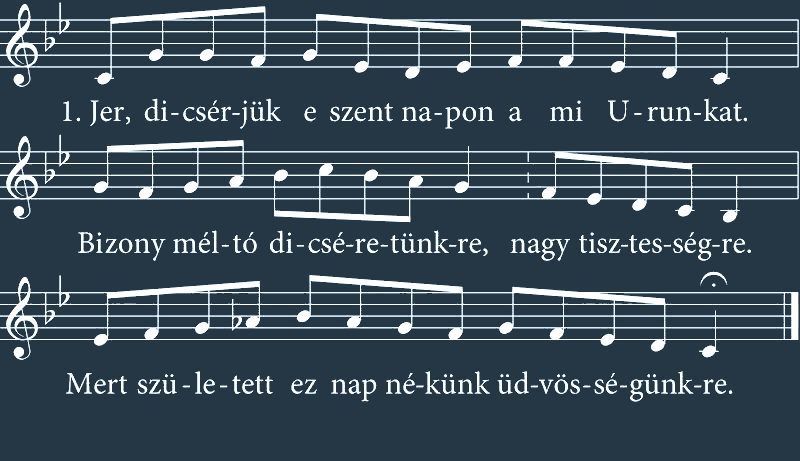 1. Jer, di-csér-jük e szent na-pon a mi U-run-kat.
Bizony mél-tó di-csé-re-tünk-re, nagy tisz-tes-ség-re.
Mert szü-le-tett ez nap né-künk üd-vös-sé-günk-re.